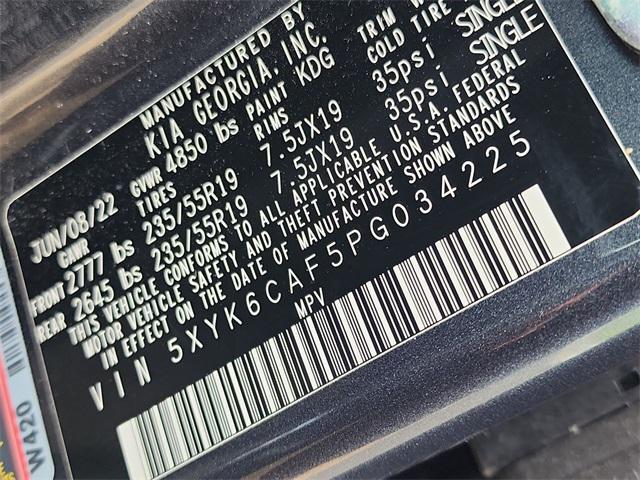 MANUFACTURED BY
KIA GEORGIA, INC.
JUN/08/22 GVWR 4850 lbs PAINT KDG TRIM W
GAWR TIRES RIMS COLD TIRE
FRONT 2777 lbs 235/55R19 7.5JX19 35psi SINGLE
REAR 2645 lbs 235/55R19 7.5JX19 35psi SINGLE
THIS VEHICLE CONFORMS TO ALL APPLICABLE U.S.A. FEDERAL
MOTOR VEHICLE SAFETY AND THEFT PREVENTION STANDARDS
IN EFFECT ON THE DATE OF MANUFACTURE SHOWN ABOVE
VIN 5XYK6CAF5PG034225
MPV
W420